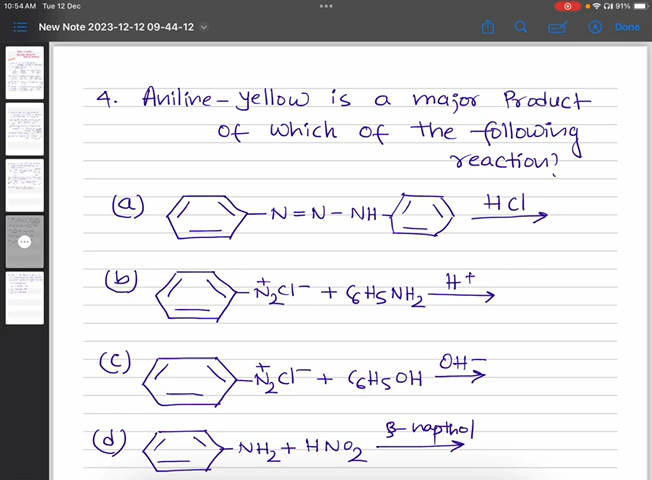 10:54 AM Tue 12 Dec
91%
New Note 2023-12-12 09-44-12
Done
4. Aniline-yellow is a major Product
of which of the following
reaction?
(a) N=N-NH HCl
(b) N₂⁺Cl⁻ + C6H5NH₂ H⁺
(c) N₂⁺Cl⁻ + C6H5OH OH⁻
(d) NH₂ + HNO₂ β-napthol